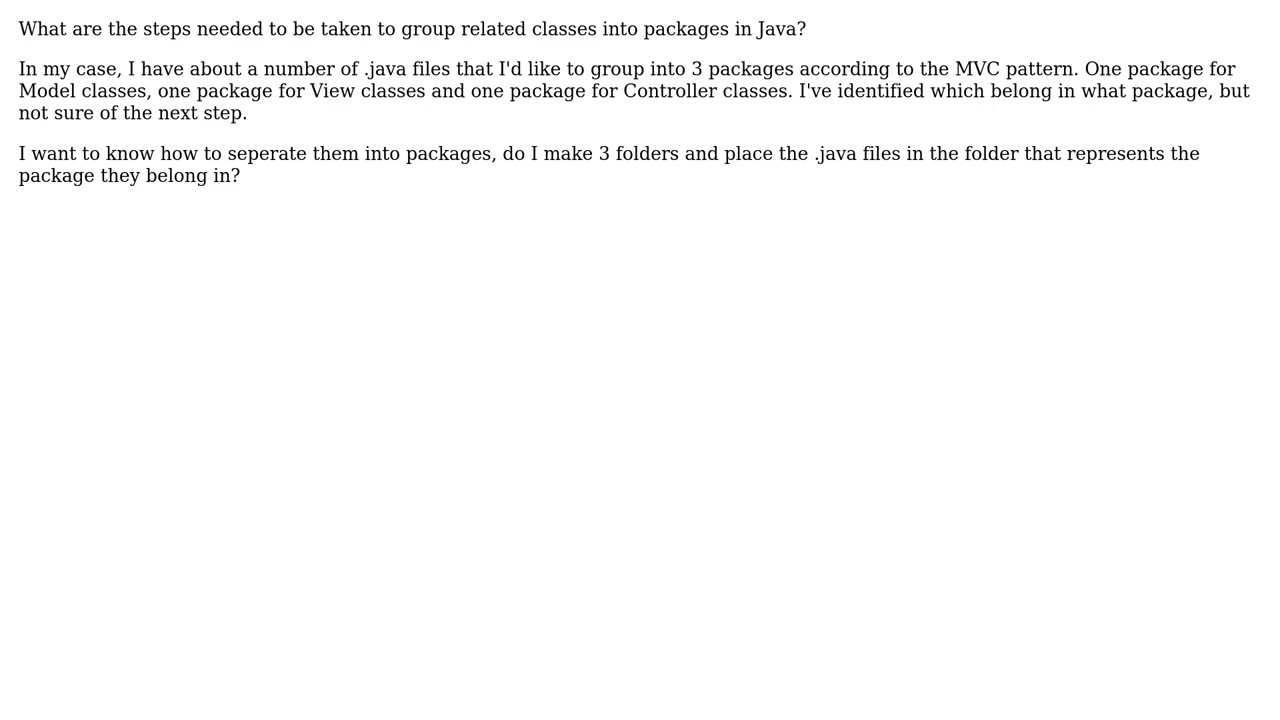 What are the steps needed to be taken to group related classes into packages in Java?
In my case, I have about a number of .java files that I'd like to group into 3 packages according to the MVC pattern. One package for
Model classes, one package for View classes and one package for Controller classes. I've identified which belong in what package, but
not sure of the next step.
I want to know how to seperate them into packages, do I make 3 folders and place the .java files in the folder that represents the
package they belong in?